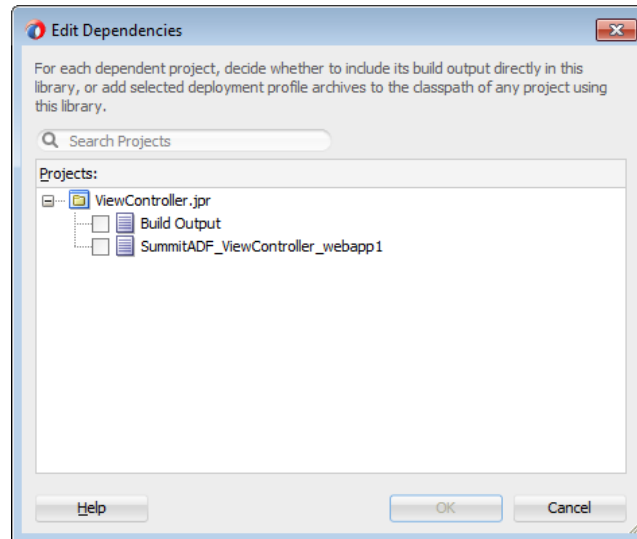 Edit Dependencies
For each dependent project, decide whether to include its build output directly in this
library, or add selected deployment profile archives to the classpath of any project using
this library.
Search Projects
Projects:
ViewController.jpr
Build Output
SummitADF_ViewController_webapp1
Help
OK
Cancel